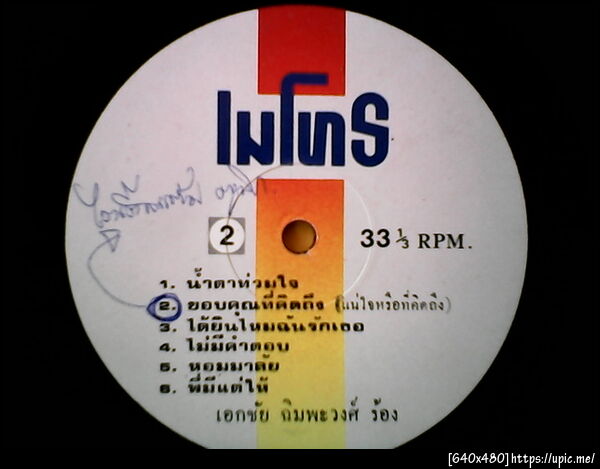 เมโทร
2
33 ⅓ RPM.
1. น้ำตาท่วมใจ
2. ขอบคุณที่คิดถึง (แน่ใจหรือที่คิดถึง)
3. ได้ยินไหมฉันรักเธอ
4. ไม่มีคำตอบ
5. หอมมาลัย
6. พี่มีแต่ให้
เอกชัย ฉิมพะวงศ์ ร้อง
[640x480]https://upic.me/